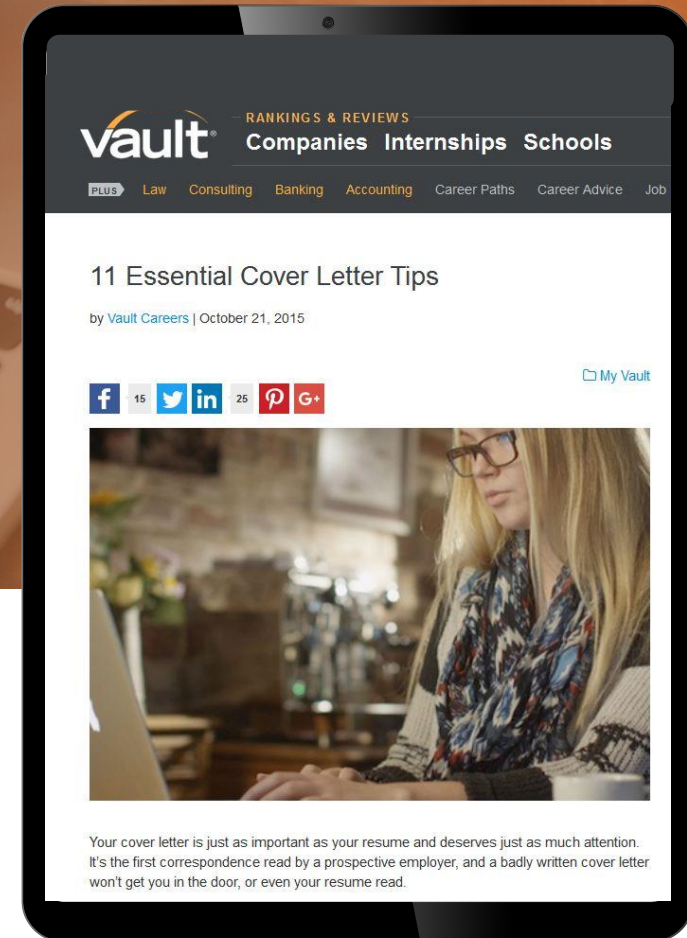 RANKINGS & REVIEWS
vault®
Companies Internships Schools
PLUS Law Consulting Banking Accounting Career Paths Career Advice Job
11 Essential Cover Letter Tips
by Vault Careers | October 21, 2015
My Vault
f 15 in 25 G+
Your cover letter is just as important as your resume and deserves just as much attention.
It's the first correspondence read by a prospective employer, and a badly written cover letter
won't get you in the door, or even your resume read.